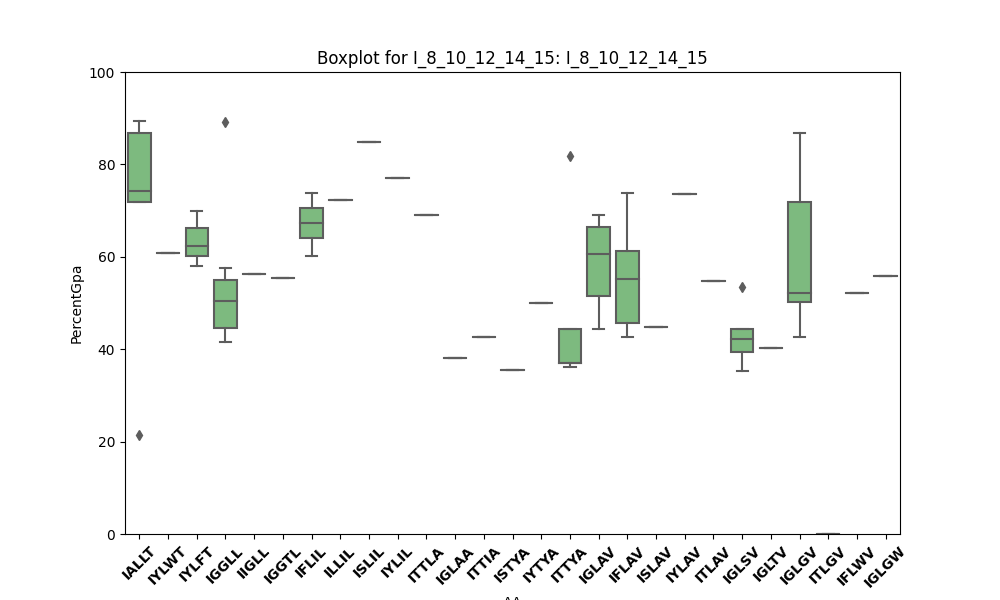 Boxplot for I_8_10_12_14_15: I_8_10_12_14_15
100
80
60
40
20
0
PercentGpa
IALLT
IYLWT
IYLFT
IGGLL
IIGLL
IGGTL
IFLIL
ILLIL
ISLIL
IYLIL
ITTLA
IGLAA
ITTIA
ISTYA
IYTYA
ITTYA
IGLAV
IFLAV
ISLAV
IYLAV
ITLAV
IGLSV
IGLTV
IGLGV
ITLGV
IFLWV
IGLGW
AA